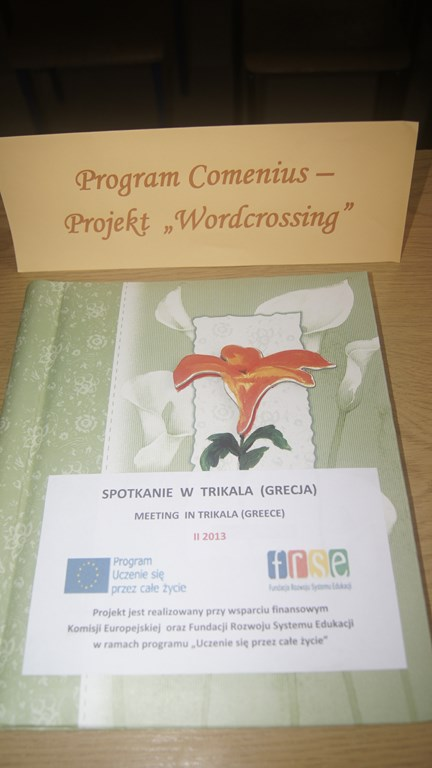 Program Comenius –
Projekt „Wordcrossing”
SPOTKANIE W TRIKALA (GRECJA)
MEETING IN TRIKALA (GREECE)
II 2013
Program
Uczenie się
przez całe życie
frse
Fundacja Rozwoju Systemu Edukacji
Projekt jest realizowany przy wsparciu finansowym
Komisji Europejskiej oraz Fundacji Rozwoju Systemu Edukacji
w ramach programu „Uczenie się przez całe życie”